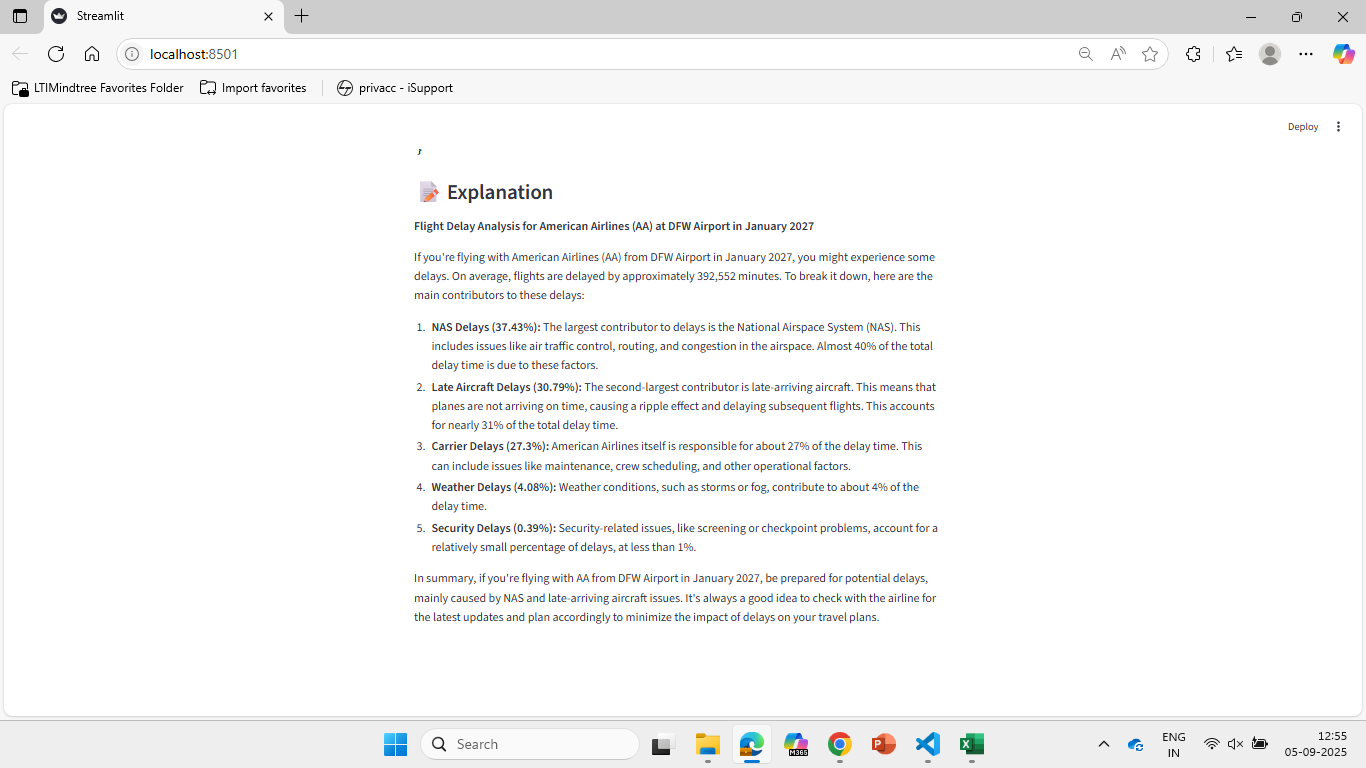 Streamlit
localhost:8501
LTIMindtree Favorites Folder
Import favorites
privacc - iSupport
Deploy
}
Explanation
Flight Delay Analysis for American Airlines (AA) at DFW Airport in January 2027
If you're flying with American Airlines (AA) from DFW Airport in January 2027, you might experience some
delays. On average, flights are delayed by approximately 392,552 minutes. To break it down, here are the
main contributors to these delays:
1. NAS Delays (37.43%): The largest contributor to delays is the National Airspace System (NAS). This
includes issues like air traffic control, routing, and congestion in the airspace. Almost 40% of the total
delay time is due to these factors.
2. Late Aircraft Delays (30.79%): The second-largest contributor is late-arriving aircraft. This means that
planes are not arriving on time, causing a ripple effect and delaying subsequent flights. This accounts
for nearly 31% of the total delay time.
3. Carrier Delays (27.3%): American Airlines itself is responsible for about 27% of the delay time. This
can include issues like maintenance, crew scheduling, and other operational factors.
4. Weather Delays (4.08%): Weather conditions, such as storms or fog, contribute to about 4% of the
delay time.
5. Security Delays (0.39%): Security-related issues, like screening or checkpoint problems, account for a
relatively small percentage of delays, at less than 1%.
In summary, if you're flying with AA from DFW Airport in January 2027, be prepared for potential delays,
mainly caused by NAS and late-arriving aircraft issues. It's always a good idea to check with the airline for
the latest updates and plan accordingly to minimize the impact of delays on your travel plans.
Search
M365
ENG
IN
12:55
05-09-2025